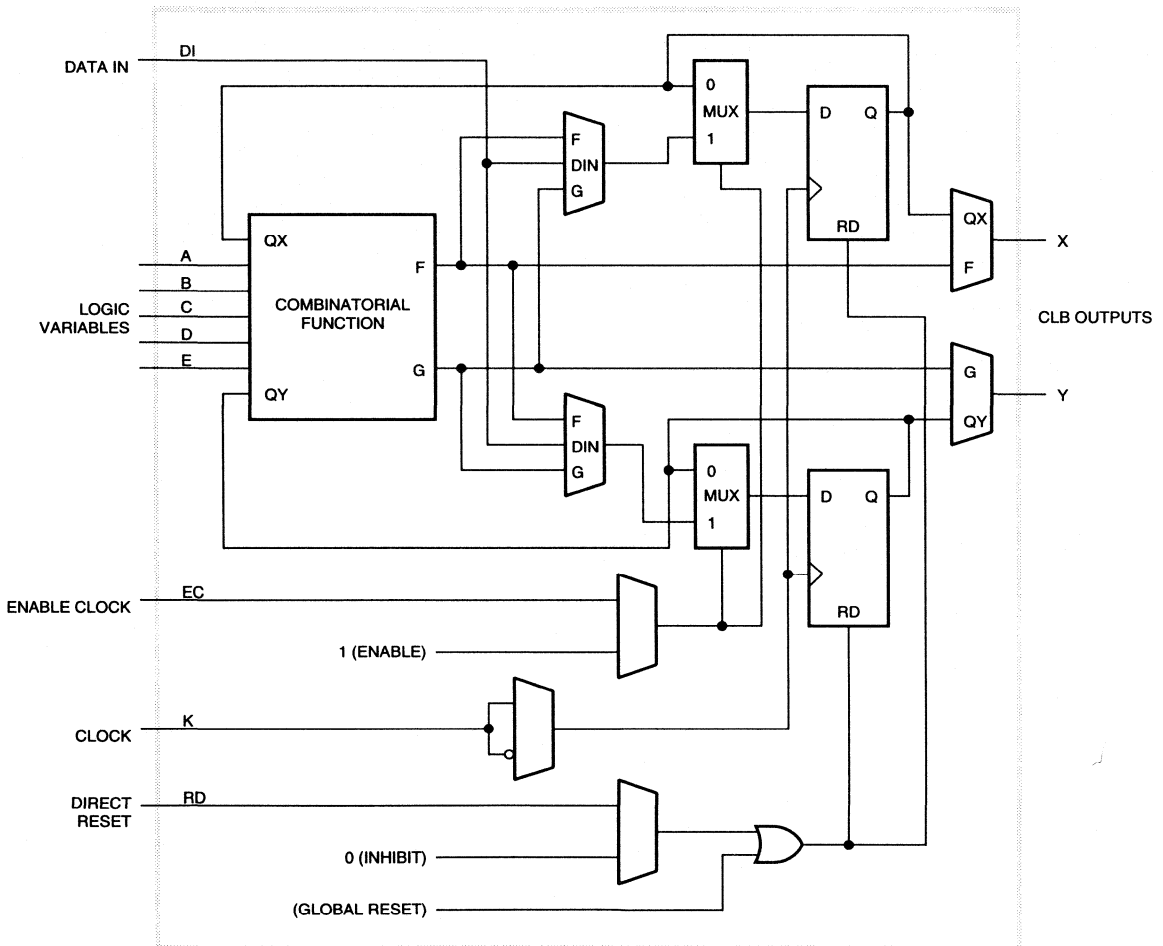 DI
DATA IN
0
MUX
1
D Q
RD
F
DIN
G
QX
F
X
QX
A
B
LOGIC
VARIABLES
C
D
E
COMBINATORIAL
FUNCTION
F
G
QY
CLB OUTPUTS
G
QY
Y
F
DIN
G
0
MUX
1
D Q
RD
EC
ENABLE CLOCK
1 (ENABLE)
K
CLOCK
RD
DIRECT
RESET
0 (INHIBIT)
(GLOBAL RESET)